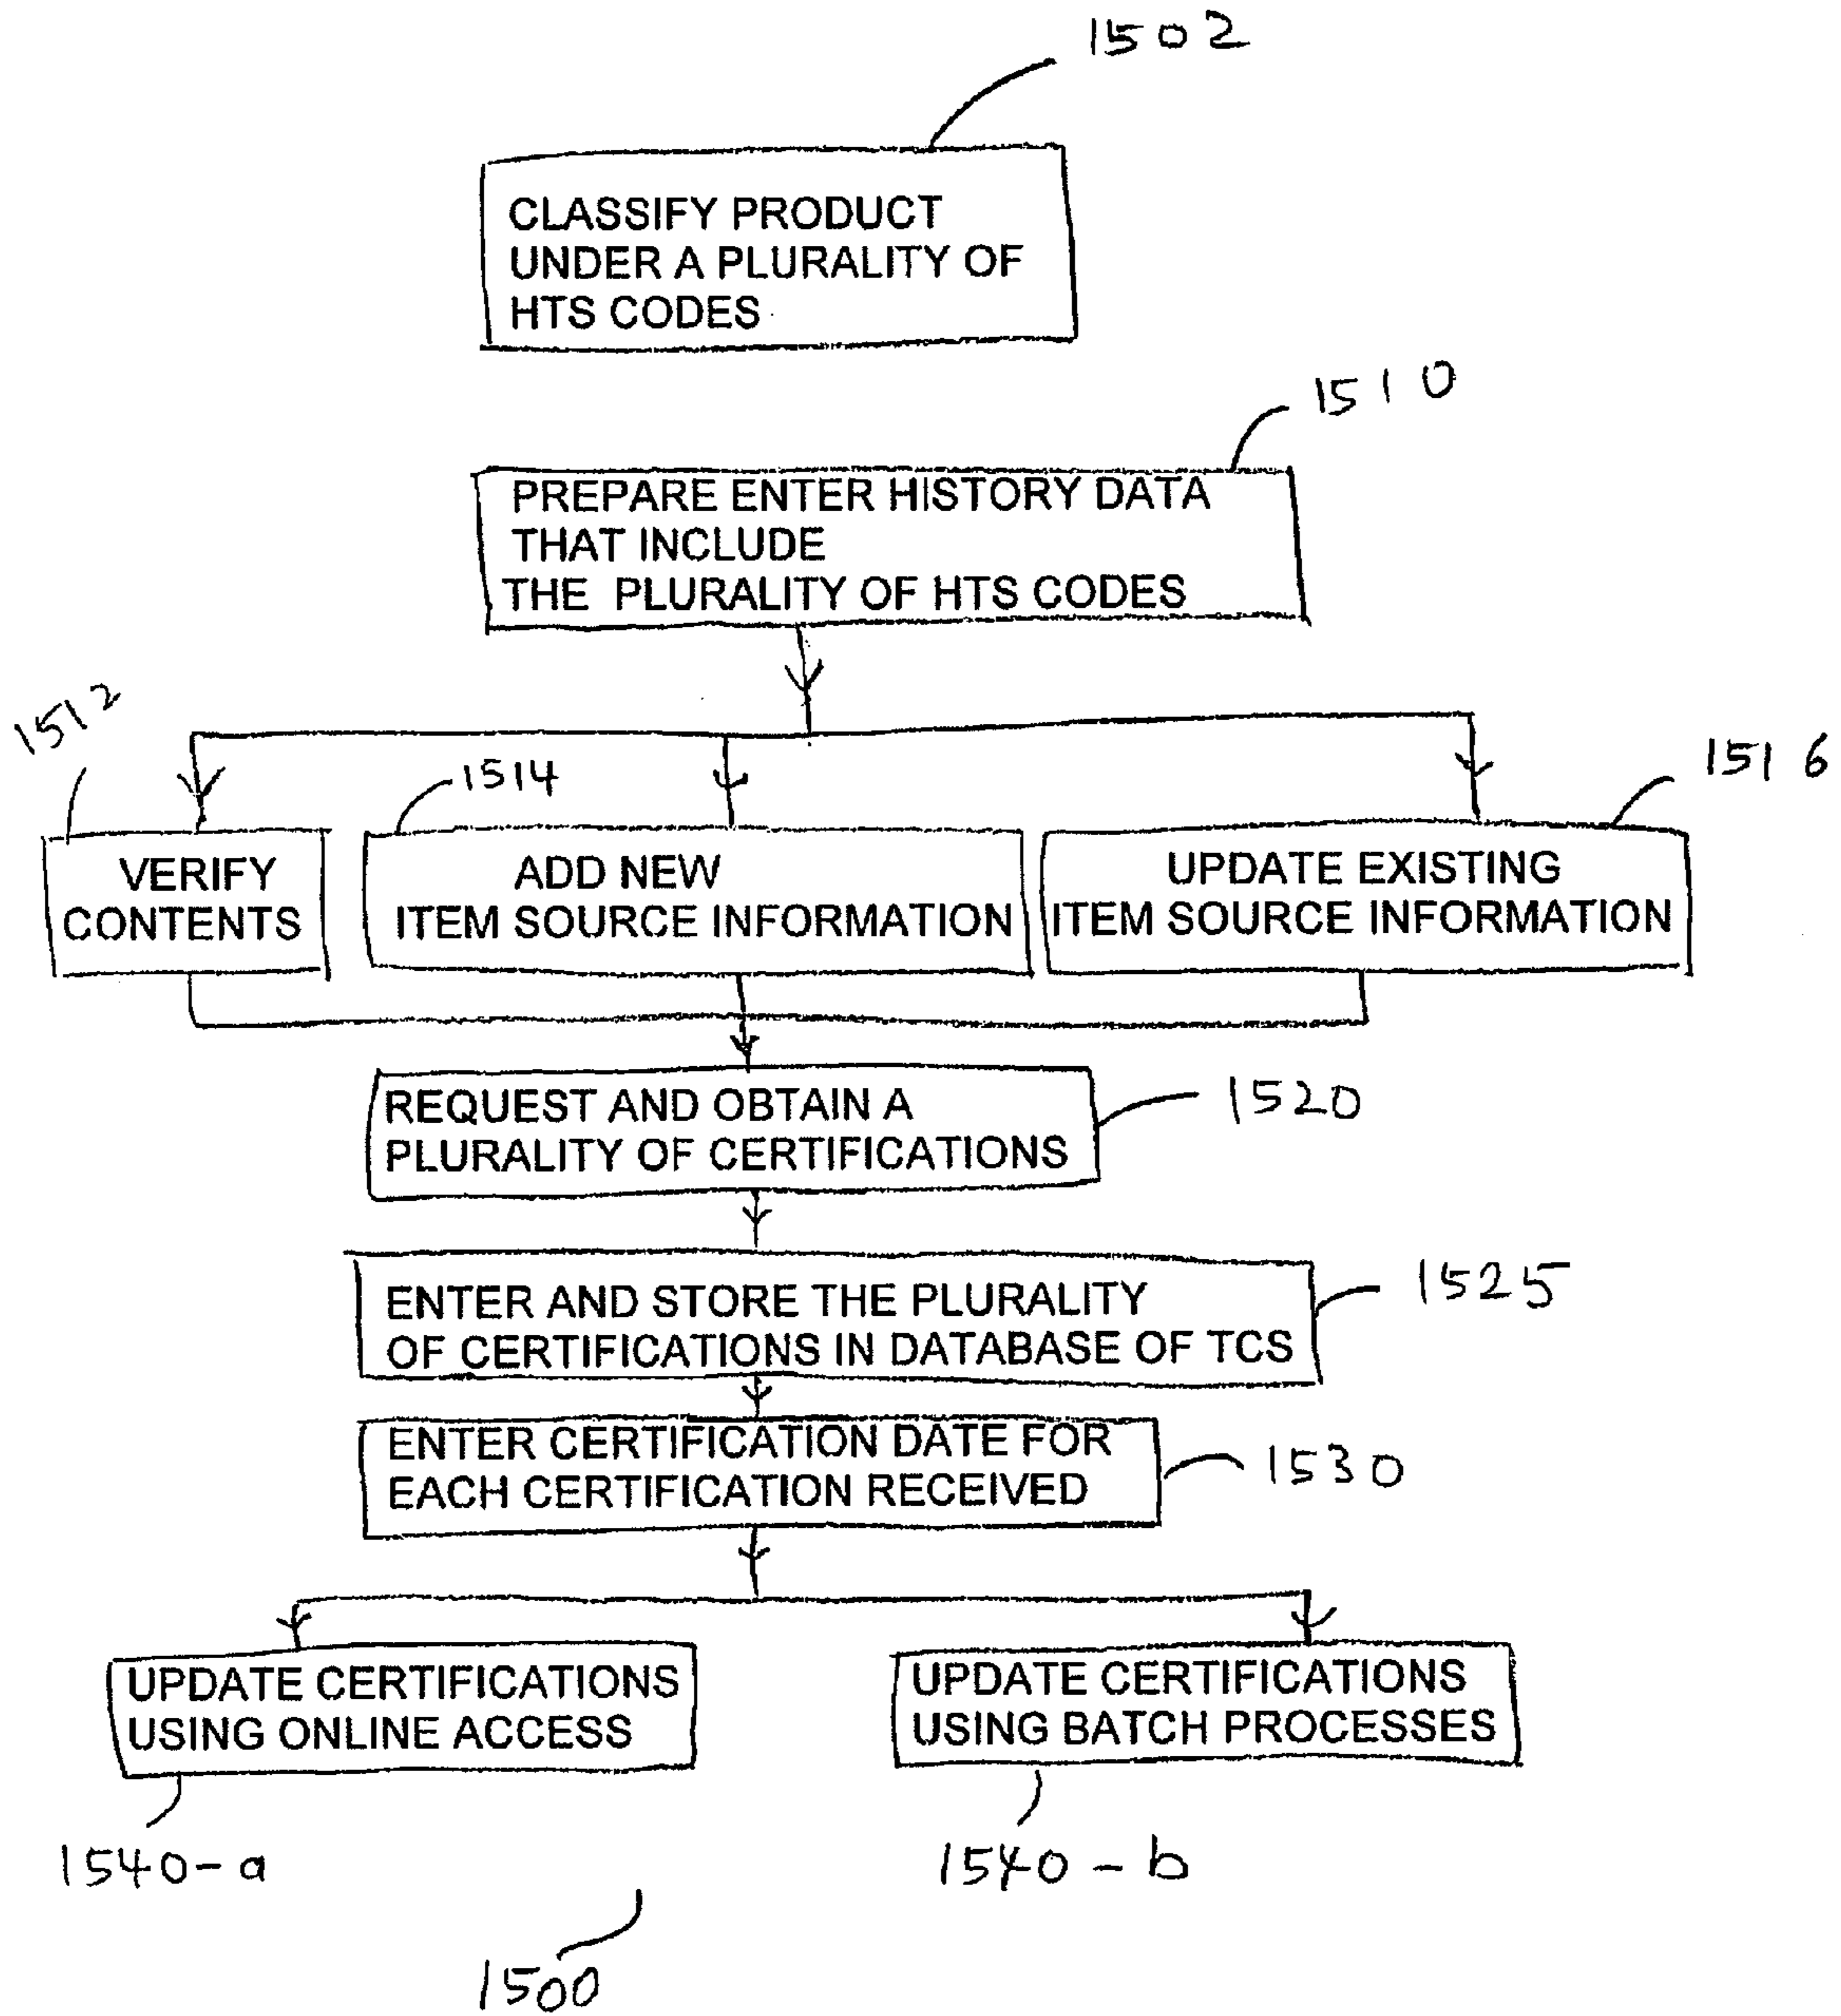 1502
CLASSIFY PRODUCT
UNDER A PLURALITY OF
HTS CODES
1510
PREPARE ENTER HISTORY DATA
THAT INCLUDE
THE PLURALITY OF HTS CODES
1512
1514
1516
VERIFY
CONTENTS
ADD NEW
ITEM SOURCE INFORMATION
UPDATE EXISTING
ITEM SOURCE INFORMATION
REQUEST AND OBTAIN A
PLURALITY OF CERTIFICATIONS
1520
ENTER AND STORE THE PLURALITY
OF CERTIFICATIONS IN DATABASE OF TCS
1525
ENTER CERTIFICATION DATE FOR
EACH CERTIFICATION RECEIVED
1530
UPDATE CERTIFICATIONS
USING ONLINE ACCESS
UPDATE CERTIFICATIONS
USING BATCH PROCESSES
1540-a
1540-b
1500